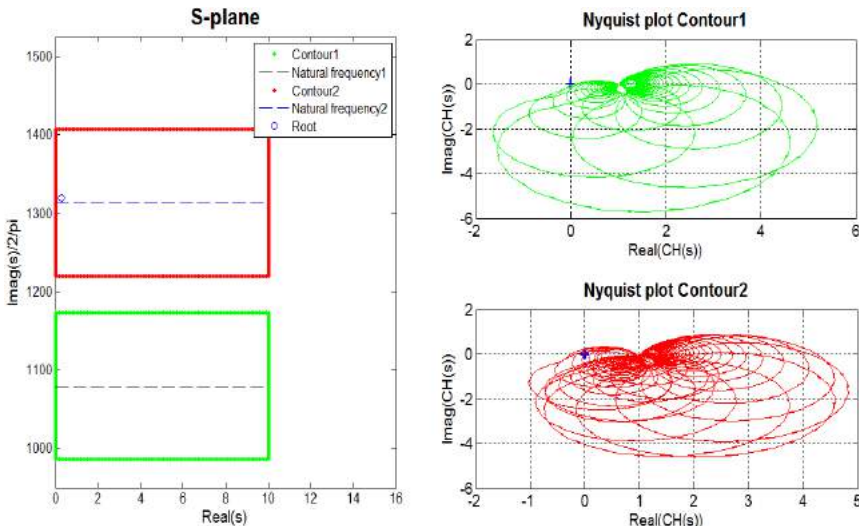 S-plane
1500
1400
1300
1200
1100
1000
Imag(s)/2/pi
0 2 4 6 8 10 12 14 16
Real(s)
Contour1
Natural frequency1
Contour2
Natural frequency2
Root
Nyquist plot Contour1
2
0
-2
-4
-6
Imag(CH(s))
-2 0 2 4 6
Real(CH(s))
Nyquist plot Contour2
2
0
-2
-4
-6
Imag(CH(s))
-2 -1 0 1 2 3 4 5
Real(CH(s))